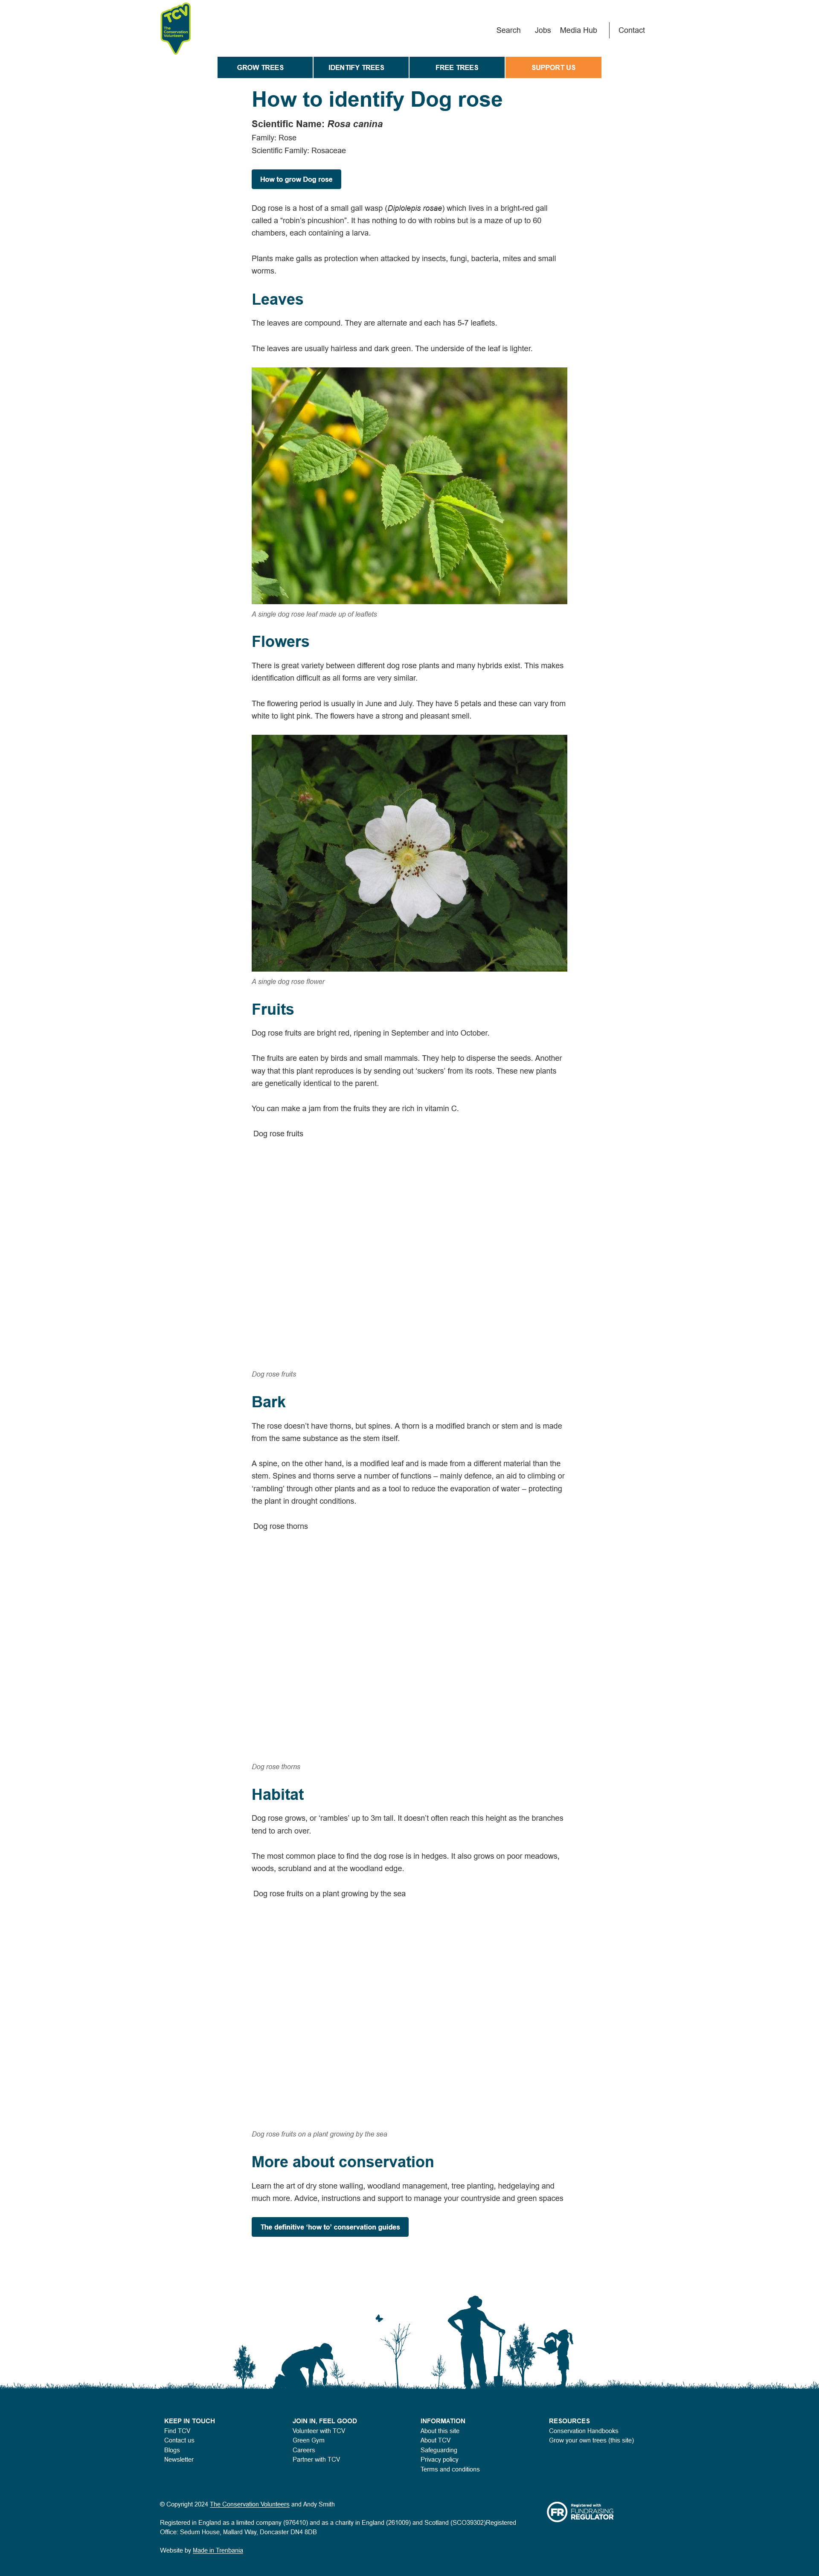 TCV
The
Conservation
Volunteers
Search
Jobs
Media Hub
Contact
GROW TREES
IDENTIFY TREES
FREE TREES
SUPPORT US
How to identify Dog rose
Scientific Name: Rosa canina
Family: Rose
Scientific Family: Rosaceae
How to grow Dog rose
Dog rose is a host of a small gall wasp (Diplolepis rosae) which lives in a bright-red gall
called a “robin’s pincushion”. It has nothing to do with robins but is a maze of up to 60
chambers, each containing a larva.
Plants make galls as protection when attacked by insects, fungi, bacteria, mites and small
worms.
Leaves
The leaves are compound. They are alternate and each has 5-7 leaflets.
The leaves are usually hairless and dark green. The underside of the leaf is lighter.
A single dog rose leaf made up of leaflets
Flowers
There is great variety between different dog rose plants and many hybrids exist. This makes
identification difficult as all forms are very similar.
The flowering period is usually in June and July. They have 5 petals and these can vary from
white to light pink. The flowers have a strong and pleasant smell.
A single dog rose flower
Fruits
Dog rose fruits are bright red, ripening in September and into October.
The fruits are eaten by birds and small mammals. They help to disperse the seeds. Another
way that this plant reproduces is by sending out ‘suckers’ from its roots. These new plants
are genetically identical to the parent.
You can make a jam from the fruits they are rich in vitamin C.
Dog rose fruits
Dog rose fruits
Bark
The rose doesn’t have thorns, but spines. A thorn is a modified branch or stem and is made
from the same substance as the stem itself.
A spine, on the other hand, is a modified leaf and is made from a different material than the
stem. Spines and thorns serve a number of functions – mainly defence, an aid to climbing or
‘rambling’ through other plants and as a tool to reduce the evaporation of water – protecting
the plant in drought conditions.
Dog rose thorns
Dog rose thorns
Habitat
Dog rose grows, or ‘rambles’ up to 3m tall. It doesn’t often reach this height as the branches
tend to arch over.
The most common place to find the dog rose is in hedges. It also grows on poor meadows,
woods, scrubland and at the woodland edge.
Dog rose fruits on a plant growing by the sea
Dog rose fruits on a plant growing by the sea
More about conservation
Learn the art of dry stone walling, woodland management, tree planting, hedgelaying and
much more. Advice, instructions and support to manage your countryside and green spaces
The definitive ‘how to’ conservation guides
KEEP IN TOUCH
Find TCV
Contact us
Blogs
Newsletter
JOIN IN, FEEL GOOD
Volunteer with TCV
Green Gym
Careers
Partner with TCV
INFORMATION
About this site
About TCV
Safeguarding
Privacy policy
Terms and conditions
RESOURCES
Conservation Handbooks
Grow your own trees (this site)
© Copyright 2024 The Conservation Volunteers and Andy Smith
Registered in England as a limited company (976410) and as a charity in England (261009) and Scotland (SCO39302)Registered
Office: Sedum House, Mallard Way, Doncaster DN4 8DB
Website by Made in Trenbania
FR
Registered with
FUNDRAISING
REGULATOR